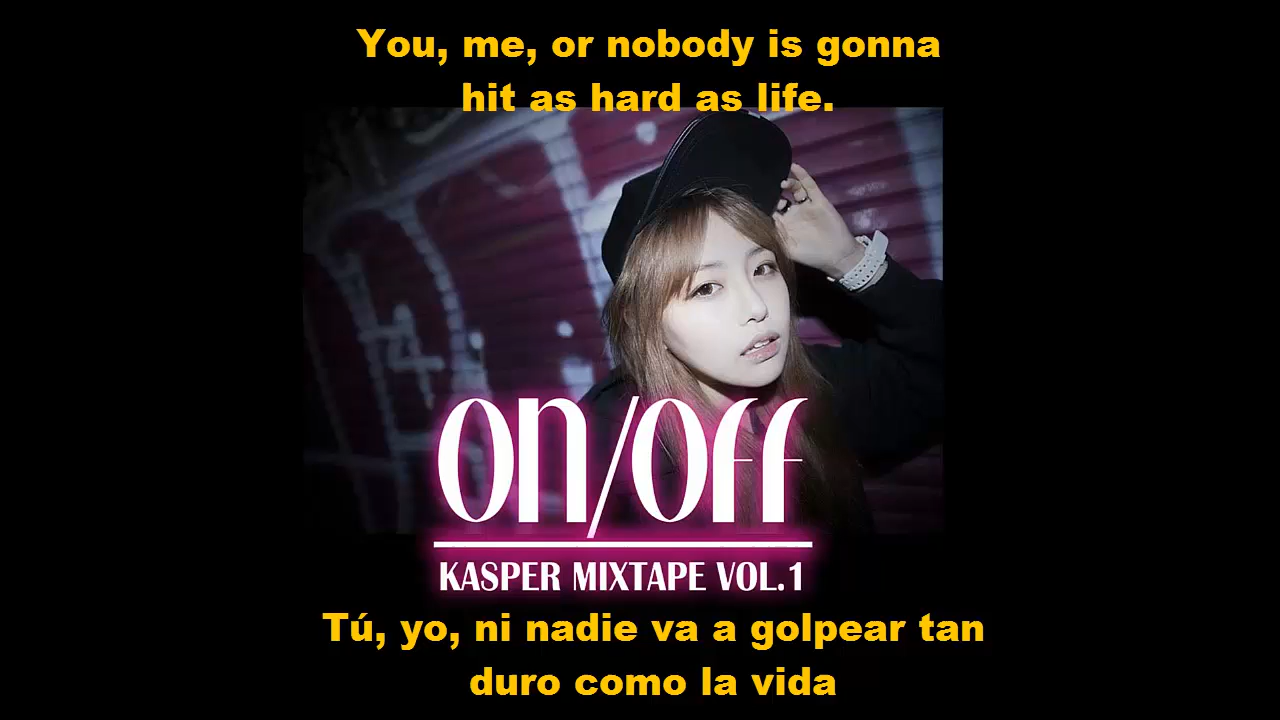 You, me, or nobody is gonna
hit as hard as life.
on/off
KASPER MIXTAPE VOL.1
Tú, yo, ni nadie va a golpear tan
duro como la vida